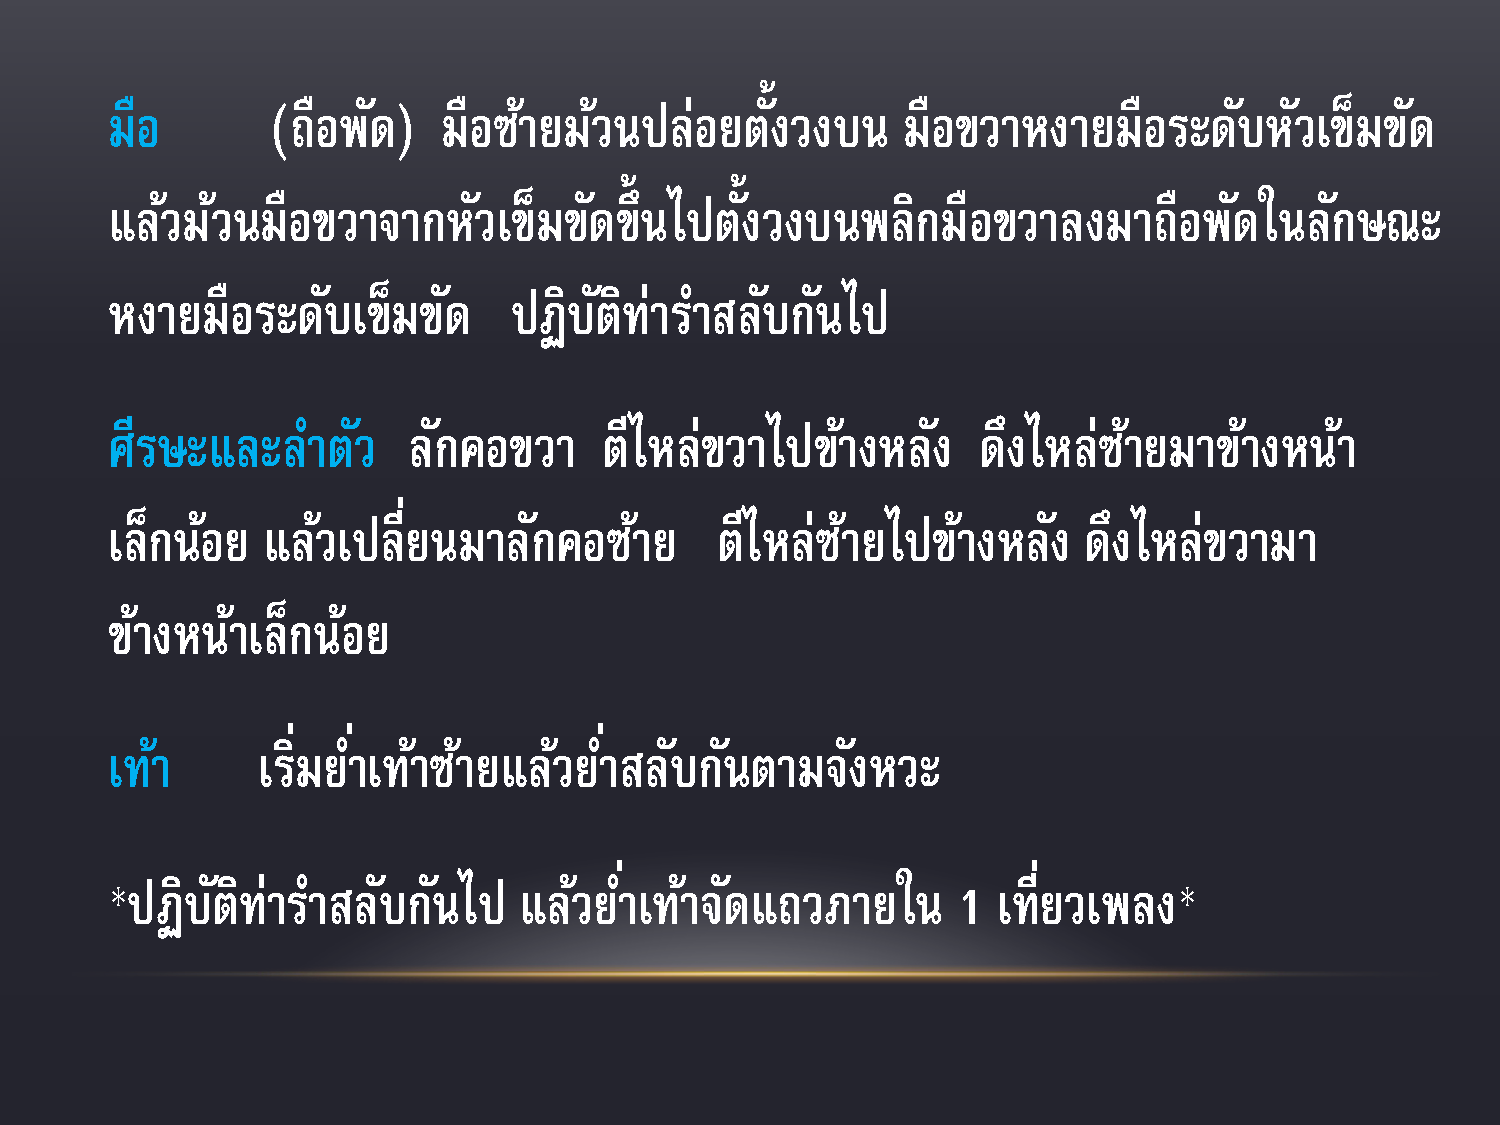 มือ (ถือพัด) มือซ้ายม้วนปล่อยตั้งวงบน มือขวาหงายมือระดับหัวเข็มขัด
แล้วม้วนมือขวาจากหัวเข็มขัดขึ้นไปตั้งวงบนพลิกมือขวาลงมาถือพัดในลักษณะ
หงายมือระดับเข็มขัด ปฏิบัติท่ารำสลับกันไป
ศีรษะและลำตัว ลักคอขวา ตีไหล่ขวาไปข้างหลัง ดึงไหล่ซ้ายมาข้างหน้า
เล็กน้อย แล้วเปลี่ยนมาลักคอซ้าย ตีไหล่ซ้ายไปข้างหลัง ดึงไหล่ขวามา
ข้างหน้าเล็กน้อย
เท้า เริ่มย่ำเท้าซ้ายแล้วย่ำสลับกันตามจังหวะ
*ปฏิบัติท่ารำสลับกันไป แล้วย่ำเท้าจัดแถวภายใน 1 เที่ยวเพลง*